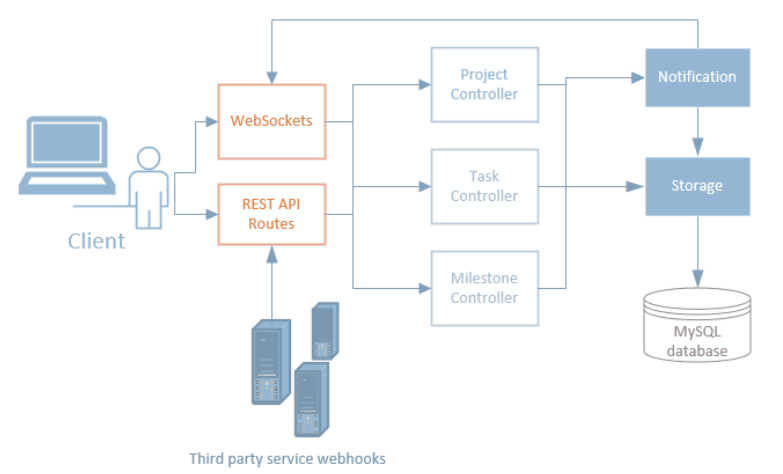 Project
Controller
Notification
WebSockets
Task
Controller
Storage
REST API
Routes
Client
Milestone
Controller
MySQL
database
Third party service webhooks